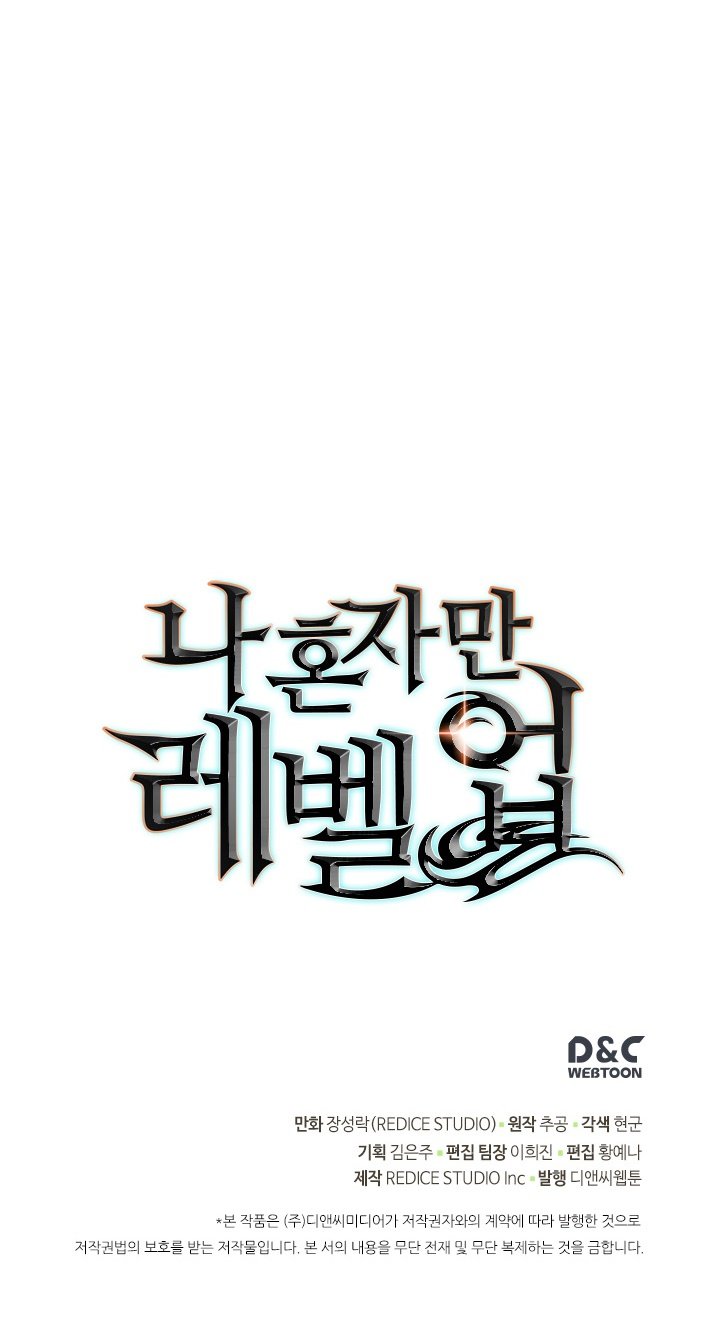 나 혼자만
레벨업
D&C
WEBTOON
만화 장성락(REDICE STUDIO) • 원작 추공 • 각색 현군
기획 김은주 • 편집 팀장 이희진 • 편집 황예나
제작 REDICE STUDIO Inc • 발행 디앤씨웹툰
*본 작품은 (주)디앤씨미디어가 저작권자와의 계약에 따라 발행한 것으로
저작권법의 보호를 받는 저작물입니다. 본 서의 내용을 무단 전재 및 무단 복제하는 것을 금합니다.